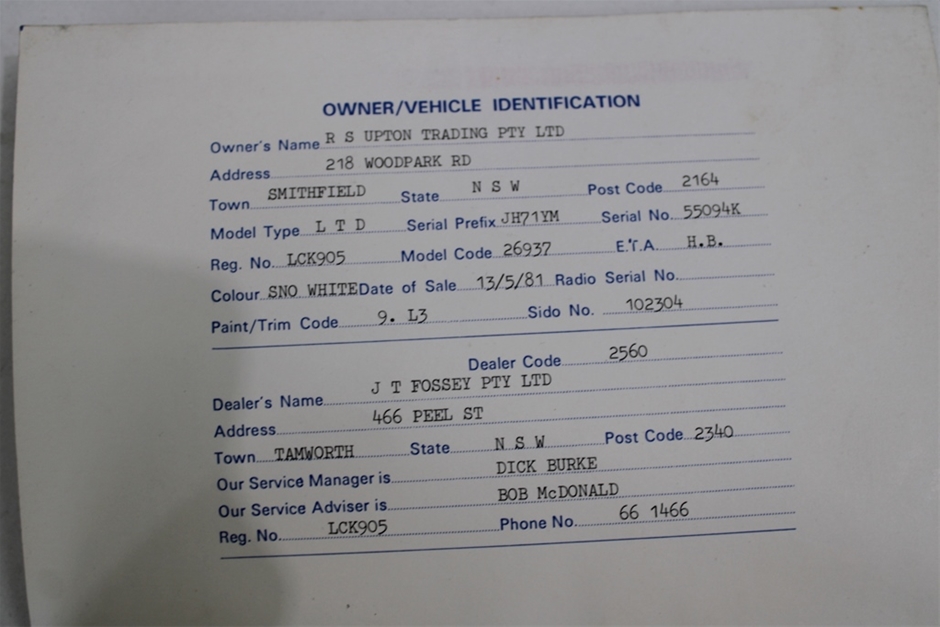 OWNER/VEHICLE IDENTIFICATION
Owner's Name R S UPTON TRADING PTY LTD
Address 218 WOODPARK RD
Town SMITHFIELD State N S W Post Code 2164
Model Type L T D Serial Prefix JH71YM Serial No. 55094K
Reg. No. LCK905 Model Code 26937 E.T.A. H.B.
Colour SNO WHITE Date of Sale 13/5/81 Radio Serial No.
Paint/Trim Code 9. L3 Sido No. 102304
Dealer Code 2560
Dealer's Name J T FOSSEY PTY LTD
Address 466 PEEL ST
Town TAMWORTH State N S W Post Code 2340
Our Service Manager is DICK BURKE
Our Service Adviser is BOB McDONALD
Reg. No. LCK905 Phone No. 66 1466